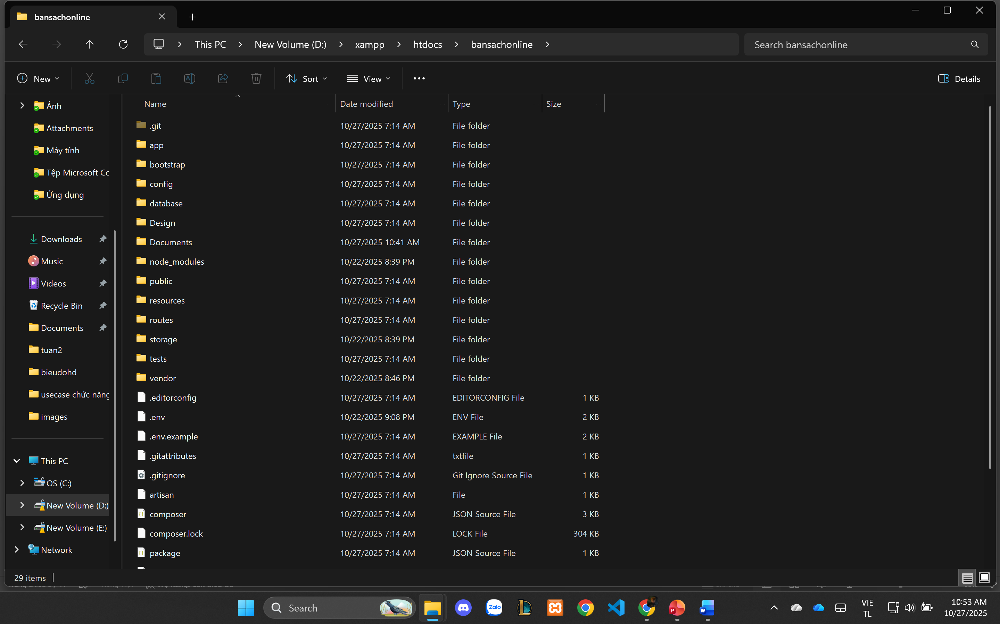 bansachonline
This PC
New Volume (D:)
xampp
htdocs
bansachonline
Search bansachonline
New
Sort
View
Details
Ảnh
Attachments
Máy tính
Tệp Microsoft Co
Ứng dụng
Downloads
Music
Videos
Recycle Bin
Documents
tuan2
bieudohd
usecase chức năng
images
This PC
OS (C:)
New Volume (D:)
New Volume (E:)
Network
Name Date modified Type Size
.git 10/27/2025 7:14 AM File folder
app 10/27/2025 7:14 AM File folder
bootstrap 10/27/2025 7:14 AM File folder
config 10/27/2025 7:14 AM File folder
database 10/27/2025 7:14 AM File folder
Design 10/27/2025 7:14 AM File folder
Documents 10/27/2025 10:41 AM File folder
node_modules 10/22/2025 8:39 PM File folder
public 10/27/2025 7:14 AM File folder
resources 10/27/2025 7:14 AM File folder
routes 10/27/2025 7:14 AM File folder
storage 10/22/2025 8:39 PM File folder
tests 10/27/2025 7:14 AM File folder
vendor 10/22/2025 8:46 PM File folder
.editorconfig 10/27/2025 7:14 AM EDITORCONFIG File 1 KB
.env 10/22/2025 9:08 PM ENV File 2 KB
.env.example 10/27/2025 7:14 AM EXAMPLE File 2 KB
.gitattributes 10/27/2025 7:14 AM txtfile 1 KB
.gitignore 10/27/2025 7:14 AM Git Ignore Source File 1 KB
artisan 10/27/2025 7:14 AM File 1 KB
composer 10/27/2025 7:14 AM JSON Source File 3 KB
composer.lock 10/27/2025 7:14 AM LOCK File 304 KB
package 10/27/2025 7:14 AM JSON Source File 1 KB
29 items
Search
Zalo
VIE
TL
10:53 AM
10/27/2025